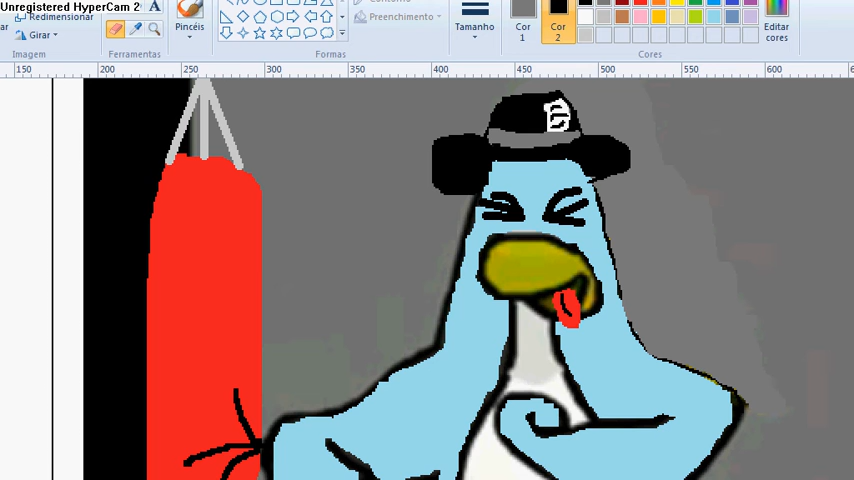 Unregistered HyperCam 2
Redimensionar
Girar
Imagem
A
Ferramentas
Pincéis
Contorno
Preenchimento
Formas
Tamanho
Cor
1
Cor
2
Cores
Editar
cores
150 200 250 300 350 400 450 500 550 600